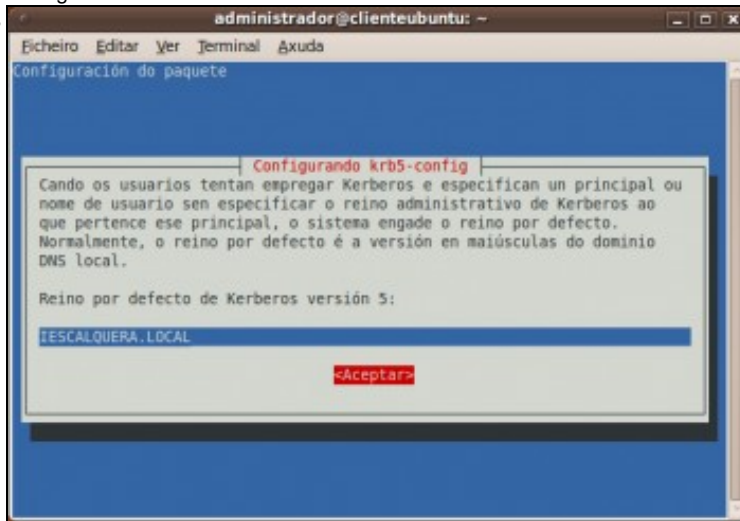 administrador@clienteubuntu: ~
Ficheiro Editar Ver Terminal Axuda
Configuración do paquete
Configurando krb5-config
Cando os usuarios tentan empregar Kerberos e especifican un principal ou
nome de usuario sen especificar o reino administrativo de Kerberos ao
que pertence ese principal, o sistema engade o reino por defecto.
Normalmente, o reino por defecto é a versión en maiúsculas do dominio
DNS local.
Reino por defecto de Kerberos versión 5:
IESCALQUERA.LOCAL
<Aceptar>